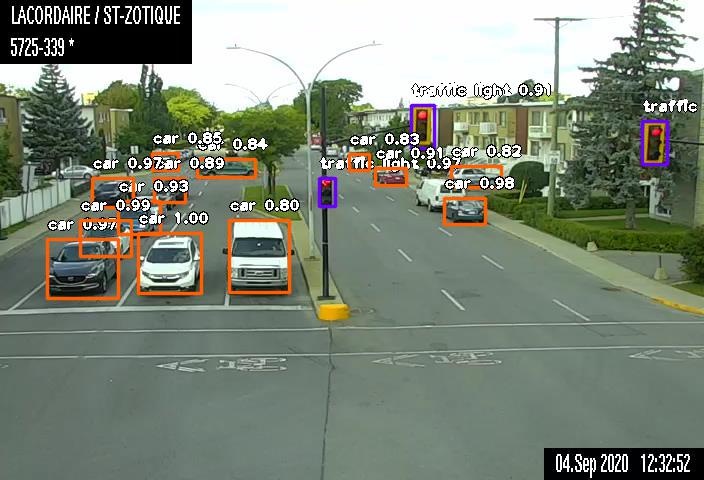 LACORDAIRE / ST-ZOTIQUE
5725-339 *
traffic light 0.91
traffic
car 0.85
car 0.84
car 0.83
car 0.91
car 0.82
car 0.97
car 0.89
traffic light 0.97
car 0.93
car 0.98
car 0.99
car 1.00
car 0.80
car 0.97
04.Sep 2020 12:32:52